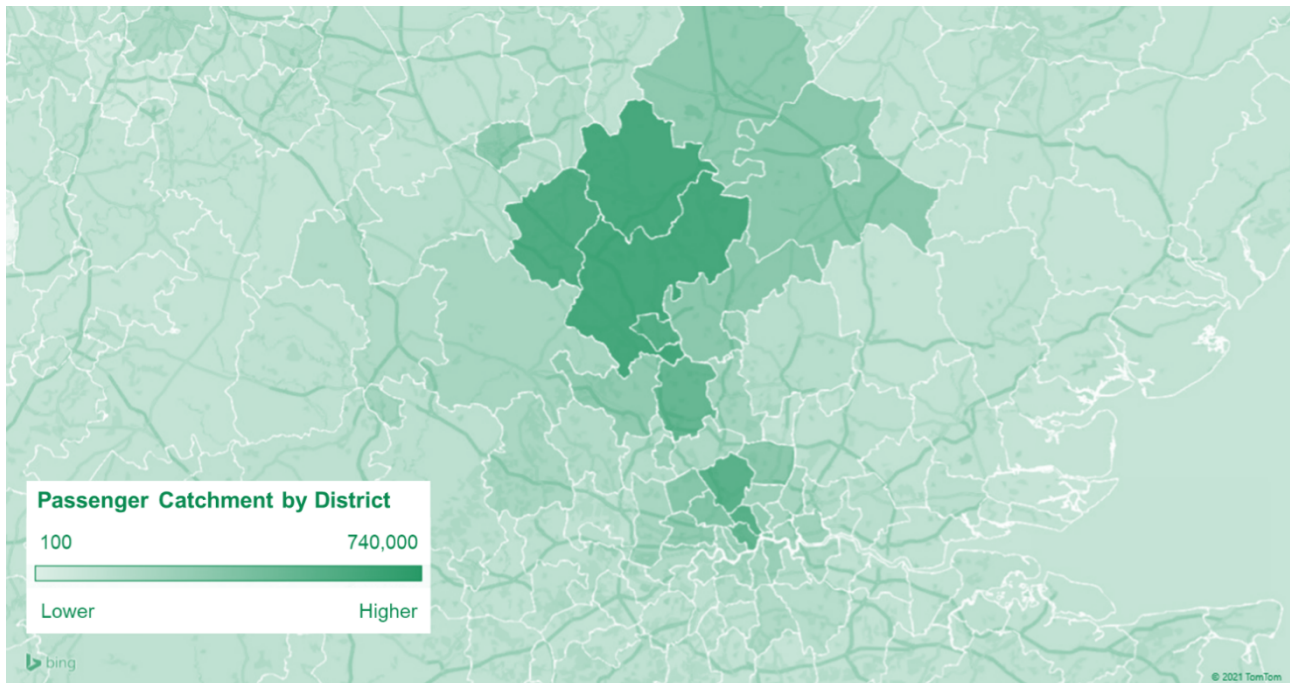 Passenger Catchment by District
100 740,000
Lower Higher
bing
© 2021 TomTom